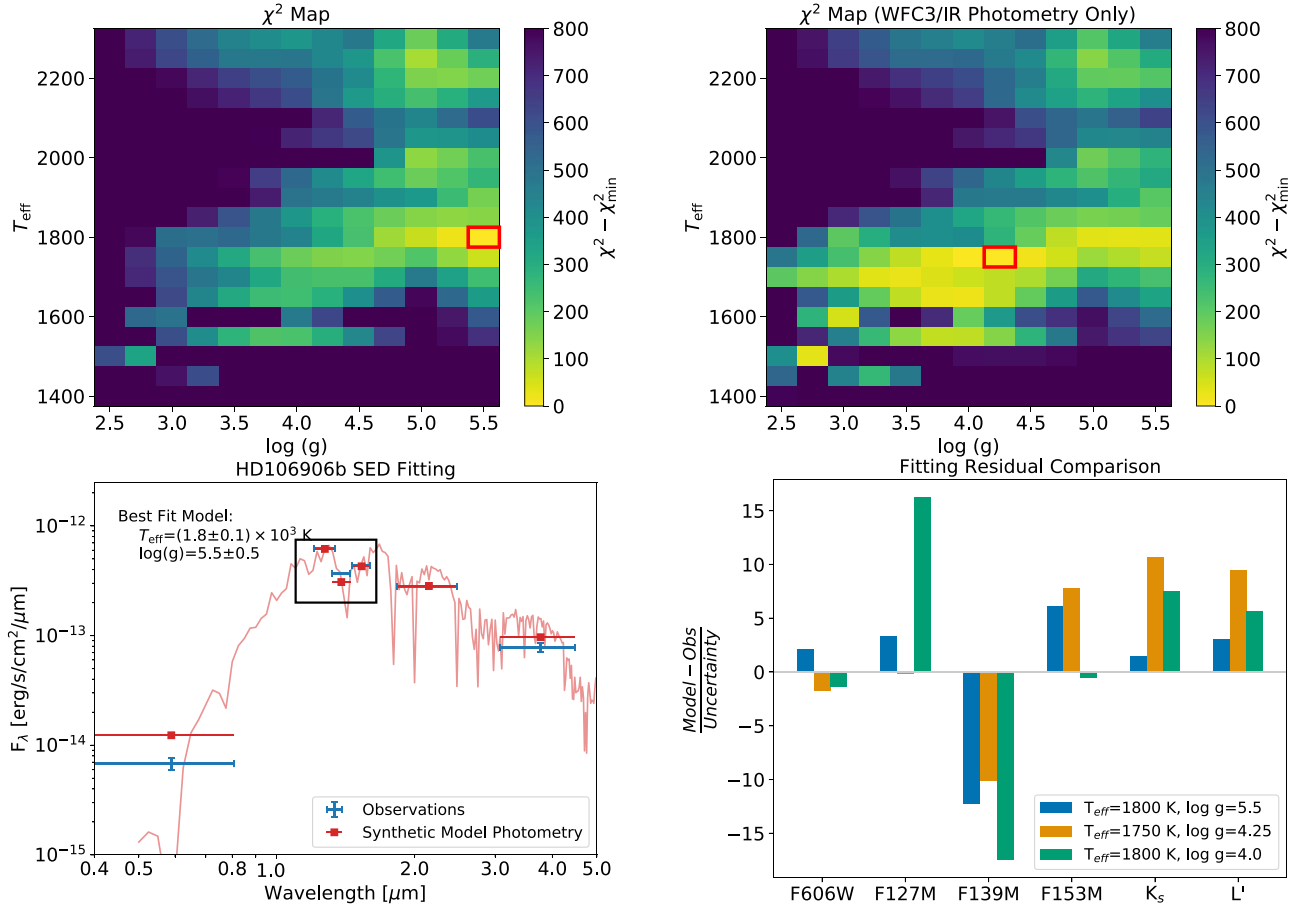 χ² Map
2200
2000
1800
1600
1400
T_eff
2.5 3.0 3.5 4.0 4.5 5.0 5.5
log (g)
800
700
600
500
400
300
200
100
0
χ² − χ²_min
χ² Map (WFC3/IR Photometry Only)
2200
2000
1800
1600
1400
T_eff
2.5 3.0 3.5 4.0 4.5 5.0 5.5
log (g)
800
700
600
500
400
300
200
100
0
χ² − χ²_min
HD106906b SED Fitting
Best Fit Model:
T_eff=(1.8±0.1) × 10³ K
log(g)=5.5±0.5
10⁻¹²
10⁻¹³
10⁻¹⁴
10⁻¹⁵
F_λ [erg/s/cm²/μm]
Observations
Synthetic Model Photometry
0.4 0.5 0.8 1.0 2.0 3.0 4.0 5.0
Wavelength [μm]
Fitting Residual Comparison
15
10
5
0
−5
−10
−15
Model − Obs
Uncertainty
T_eff=1800 K, log g=5.5
T_eff=1750 K, log g=4.25
T_eff=1800 K, log g=4.0
F606W F127M F139M F153M K_s L'